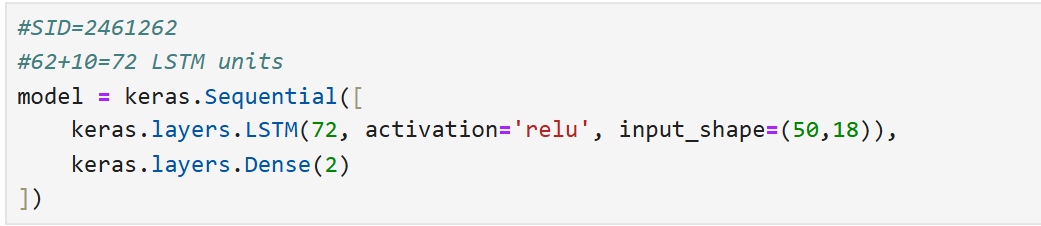 #SID=2461262
#62+10=72 LSTM units
model = keras.Sequential([
    keras.layers.LSTM(72, activation='relu', input_shape=(50,18)),
    keras.layers.Dense(2)
])